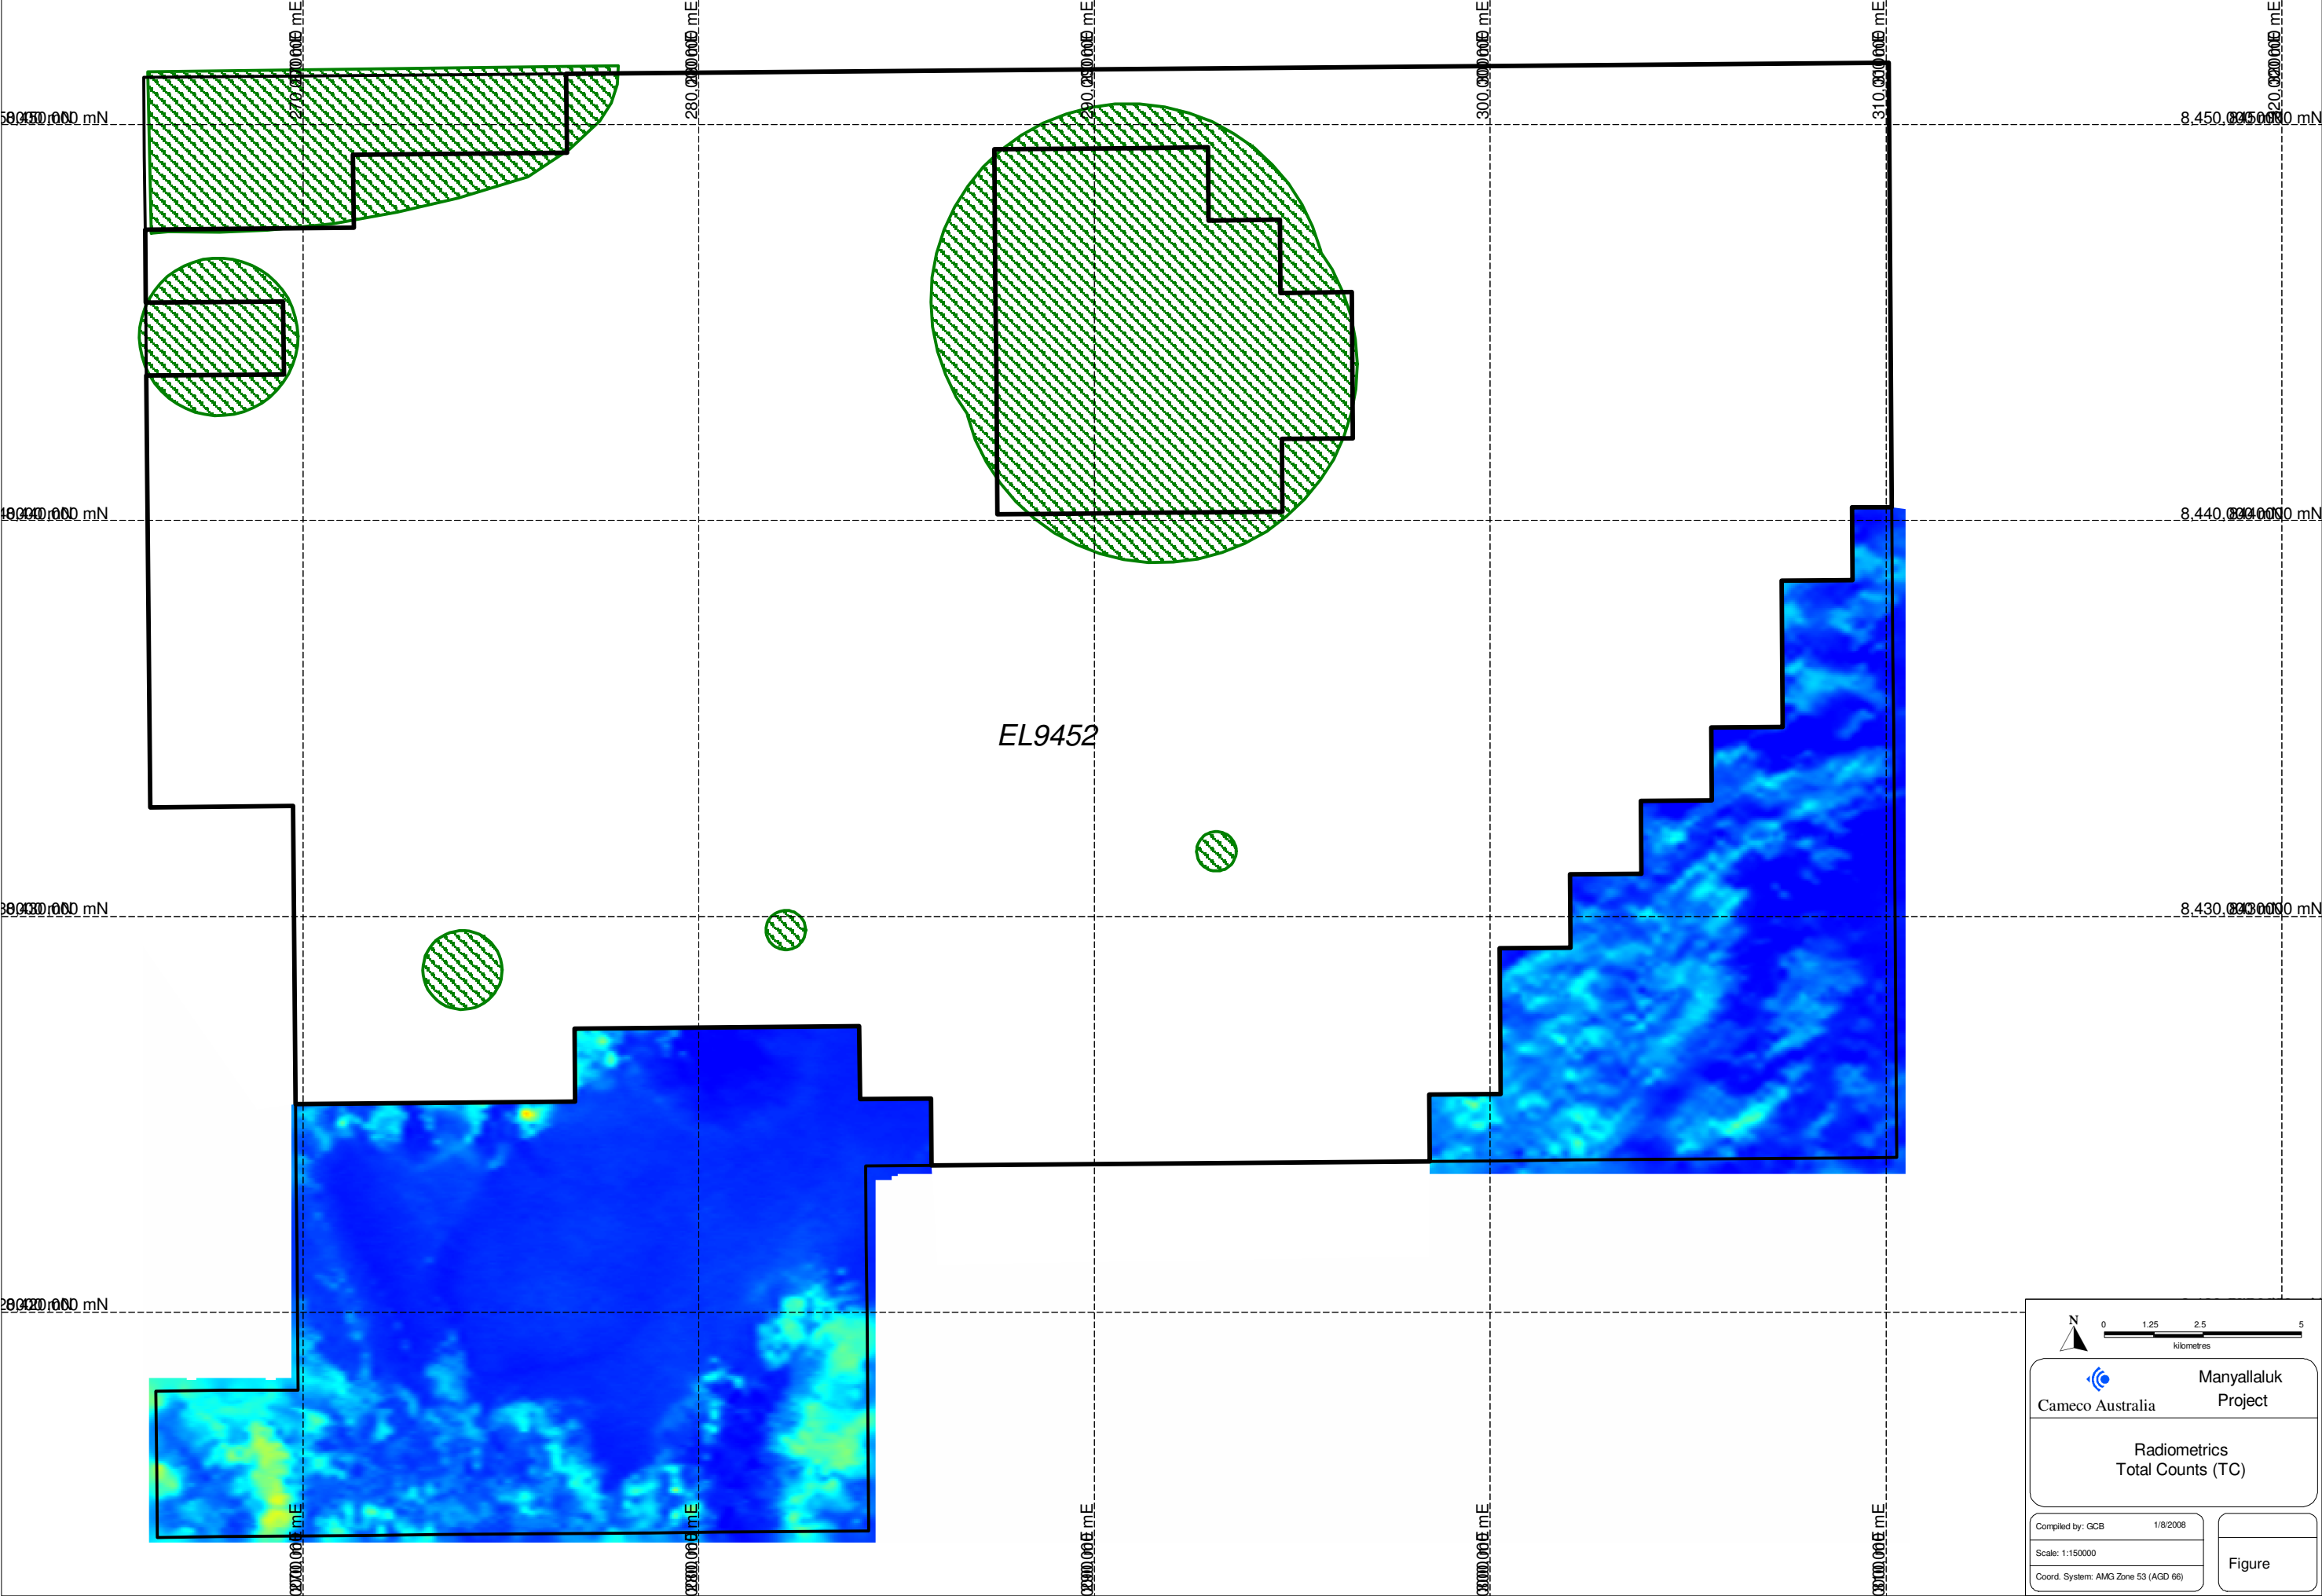 270,000 mE
280,000 mE
290,000 mE
300,000 mE
310,000 mE
320,000 mE
8,450,000 mN
8,440,000 mN
EL9452
8,430,000 mN
N
0 1.25 2.5 5
kilometres
Cameco Australia
Manyallaluk
Project
Radiometrics
Total Counts (TC)
Compiled by: GCB 1/8/2008
Scale: 1:150000
Coord. System: AMG Zone 53 (AGD 66)
Figure